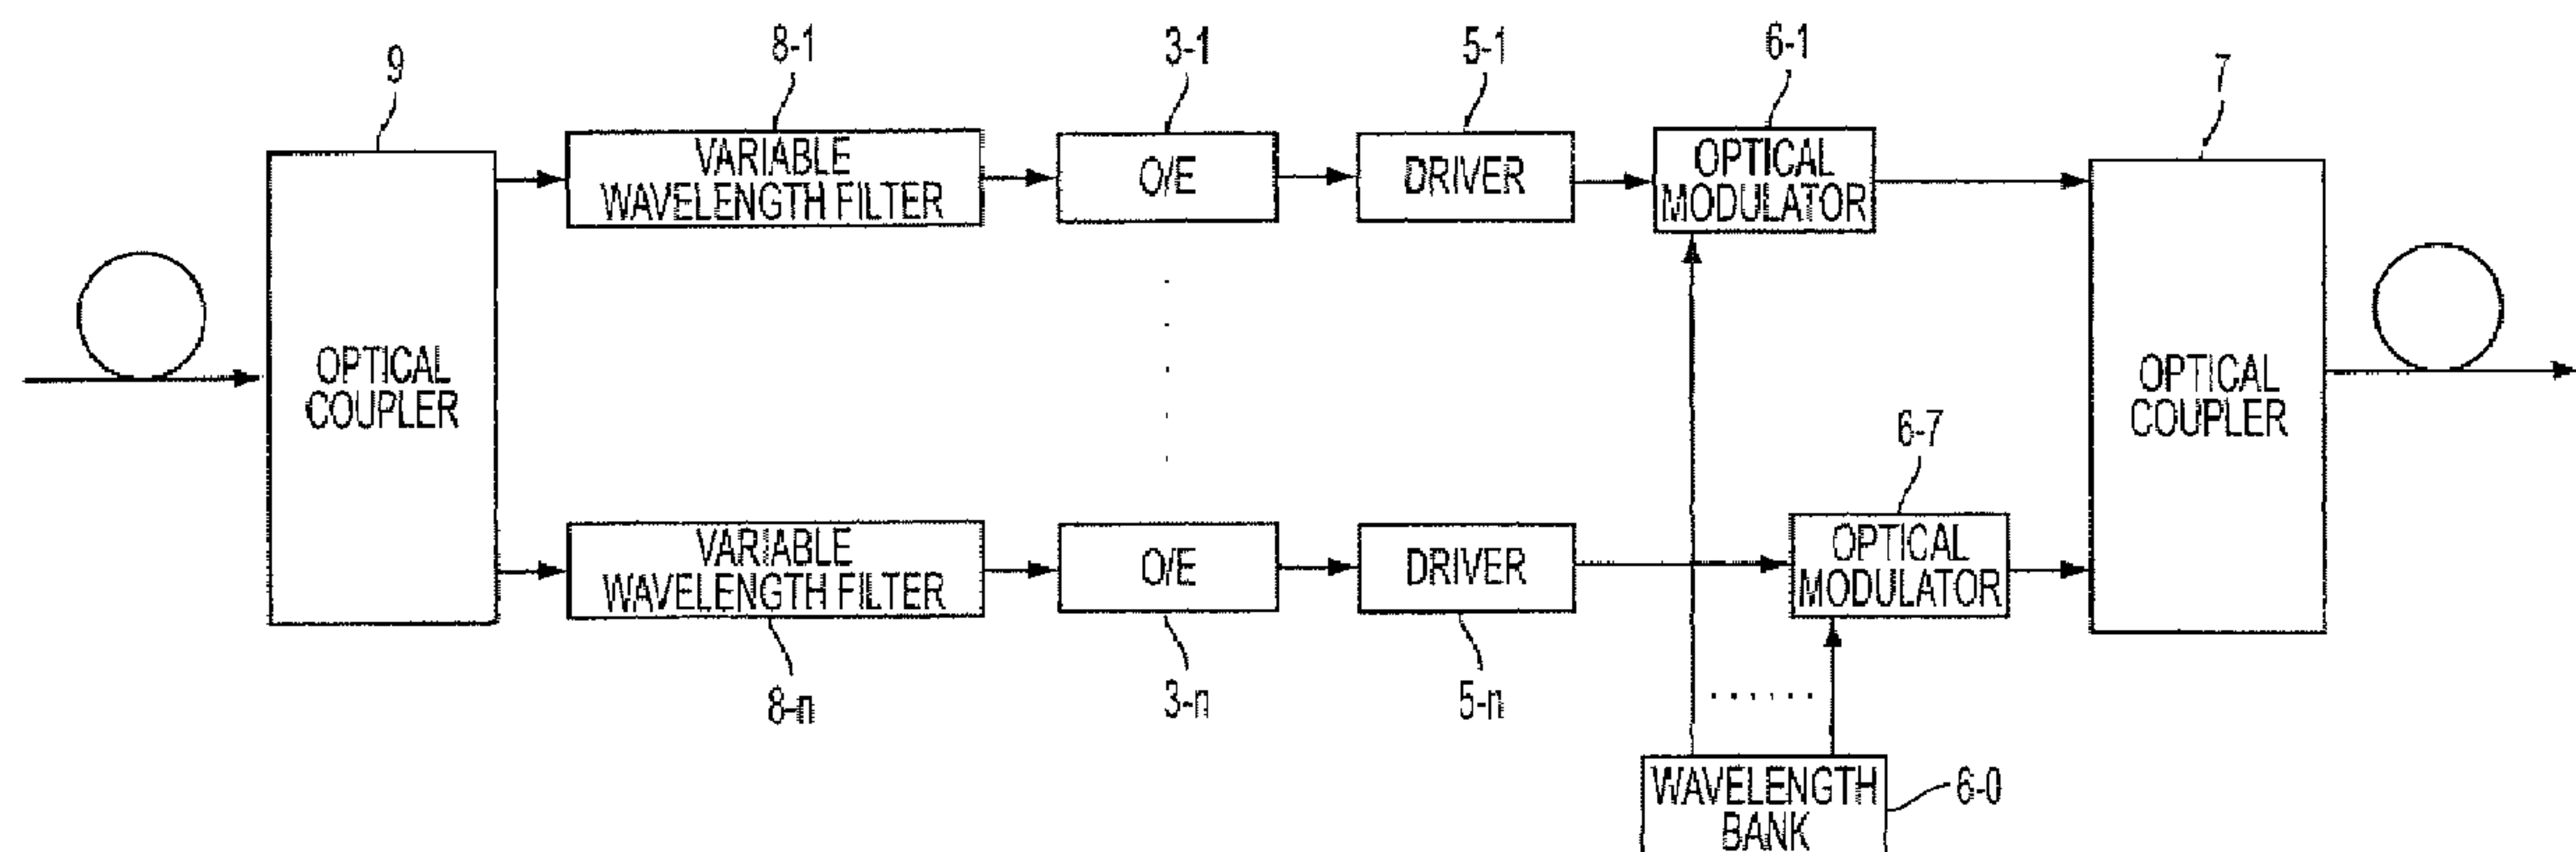 9
8-1
3-1
5-1
6-1
7
VARIABLE
WAVELENGTH FILTER
O/E
DRIVER
OPTICAL
MODULATOR
OPTICAL
COUPLER
OPTICAL
COUPLER
6-7
VARIABLE
WAVELENGTH FILTER
O/E
DRIVER
OPTICAL
MODULATOR
8-n
3-n
5-n
WAVELENGTH
BANK
6-0